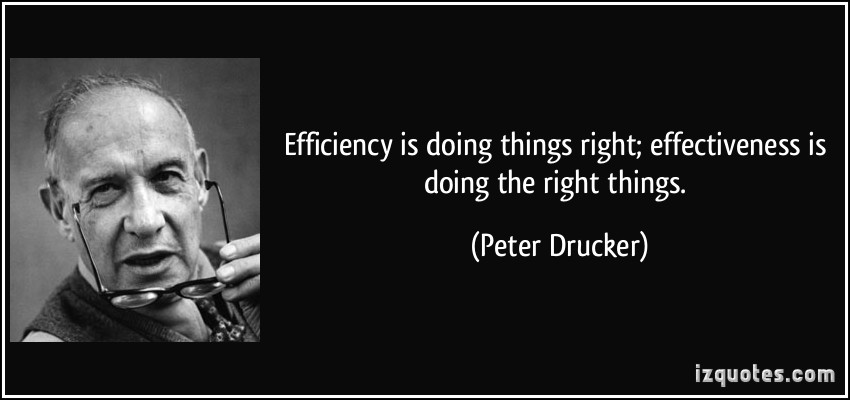 Efficiency is doing things right; effectiveness is
doing the right things.
(Peter Drucker)
izquotes.com